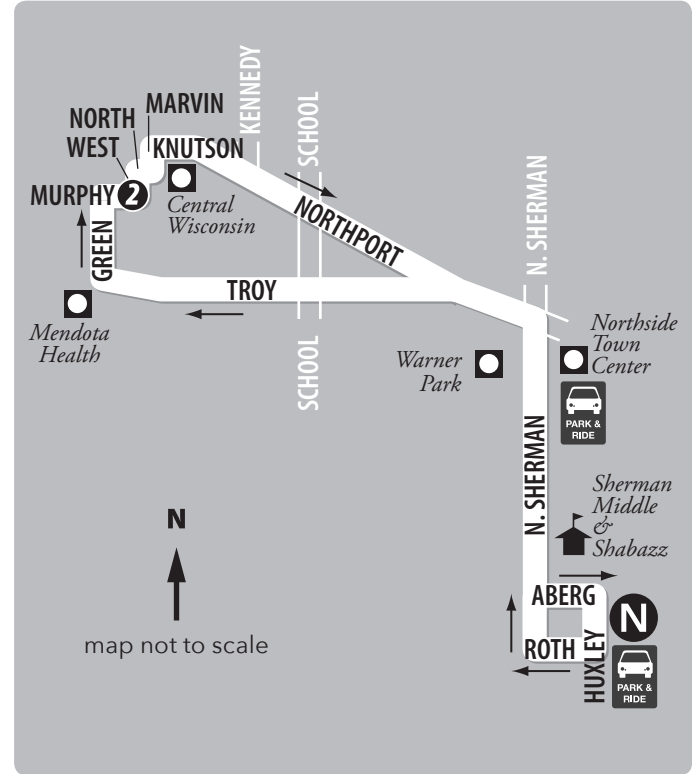 KENNEDY
SCHOOL
MARVIN
NORTH
WEST
KNUTSON
MURPHY
2
Central
Wisconsin
NORTHPORT
N. SHERMAN
GREEN
TROY
Mendota
Health
SCHOOL
Warner
Park
Northside
Town
Center
PARK &
RIDE
N. SHERMAN
Sherman
Middle
&
Shabazz
N
map not to scale
ABERG
N
ROTH
HUXLEY
PARK &
RIDE